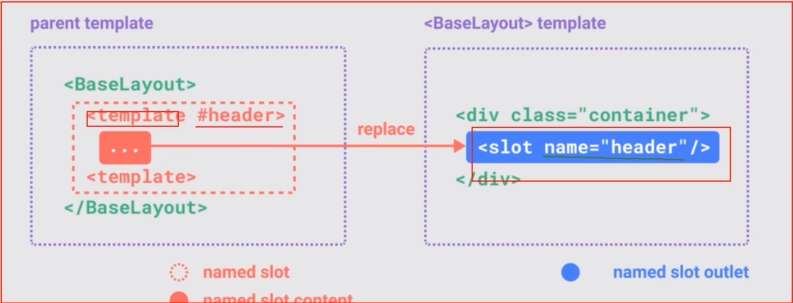 parent template
<BaseLayout> template
<BaseLayout>
<template #header>
...
<template>
</BaseLayout>
replace
<div class="container">
<slot name="header"/>
</div>
named slot
named slot outlet
named slot content